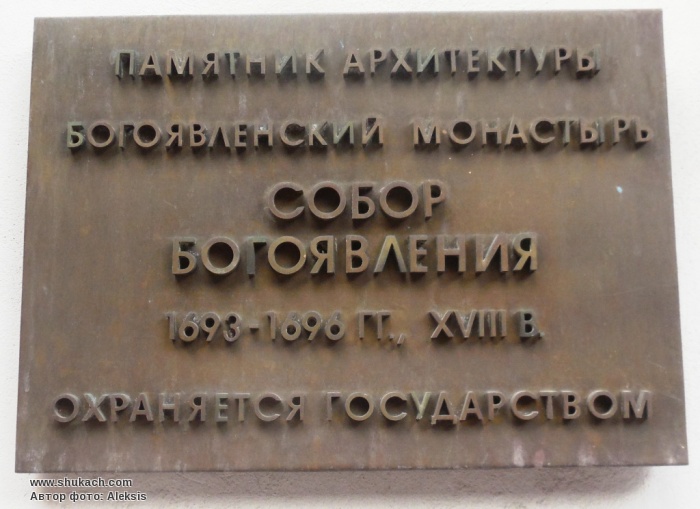 ПАМЯТНИК АРХИТЕКТУРЫ
БОГОЯВЛЕНСКИЙ МОНАСТЫРЬ
СОБОР
БОГОЯВЛЕНИЯ
1693-1696 ГГ., XVIII В.
ОХРАНЯЕТСЯ ГОСУДАРСТВОМ
www.shukach.com
Автор фото: Aleksis